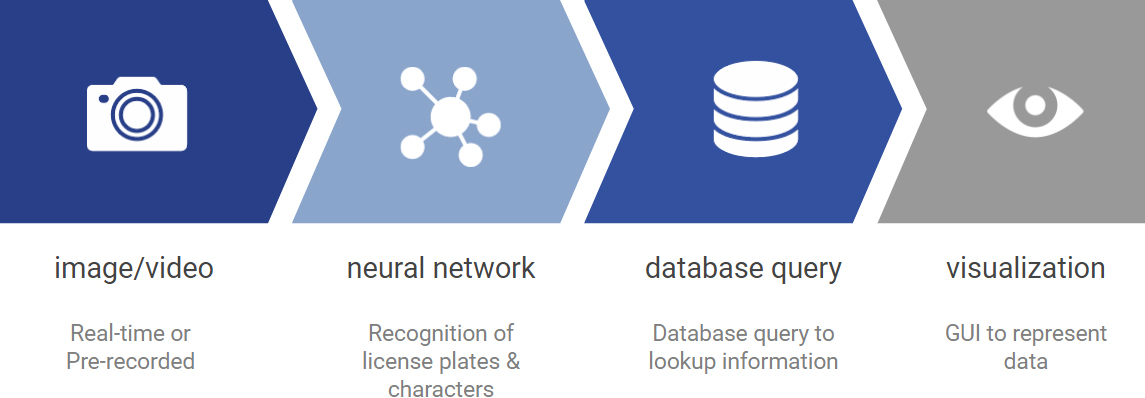 image/video
Real-time or
Pre-recorded
neural network
Recognition of
license plates &
characters
database query
Database query to
lookup information
visualization
GUI to represent
data